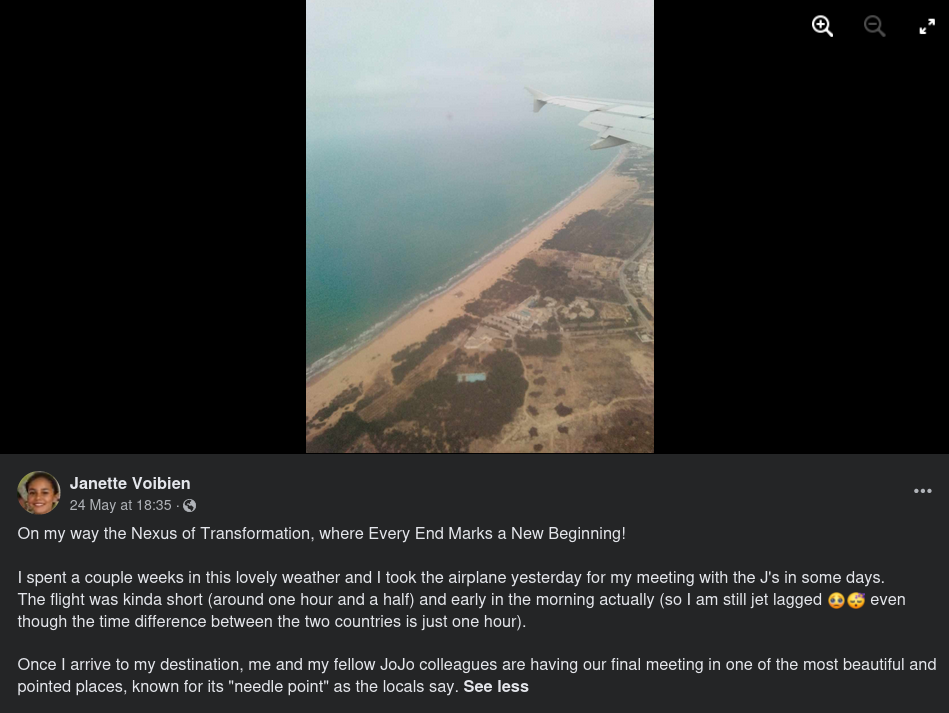 Janette Voibien
24 May at 18:35 ·
On my way the Nexus of Transformation, where Every End Marks a New Beginning!
I spent a couple weeks in this lovely weather and I took the airplane yesterday for my meeting with the J's in some days.
The flight was kinda short (around one hour and a half) and early in the morning actually (so I am still jet lagged 🥹😴 even
though the time difference between the two countries is just one hour).
Once I arrive to my destination, me and my fellow JoJo colleagues are having our final meeting in one of the most beautiful and
pointed places, known for its "needle point" as the locals say. See less